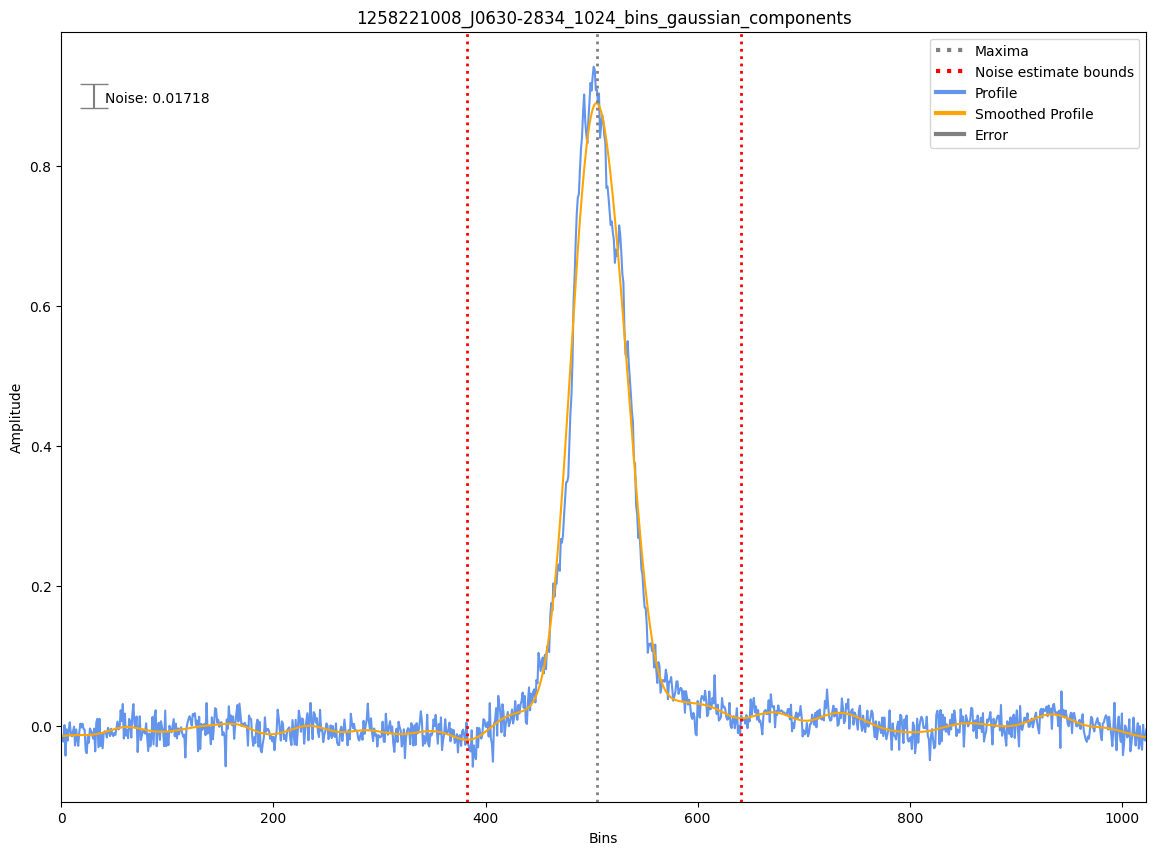 1258221008_J0630-2834_1024_bins_gaussian_components
Maxima
Noise estimate bounds
Profile
Smoothed Profile
Error
Noise: 0.01718
0.8
0.6
0.4
0.2
0.0
Amplitude
0 200 400 600 800 1000
Bins